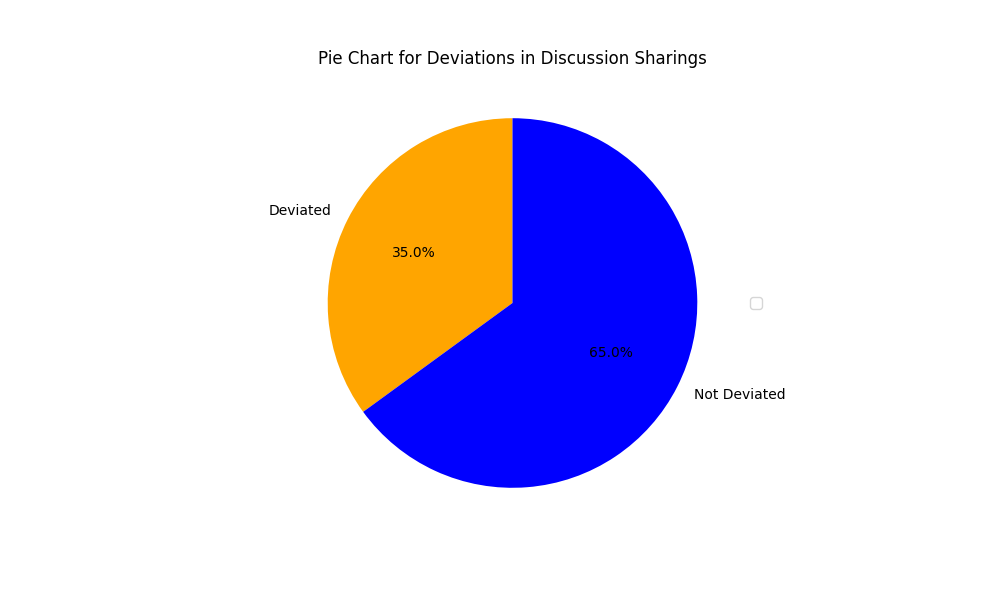 Pie Chart for Deviations in Discussion Sharings
Deviated
35.0%
65.0%
Not Deviated